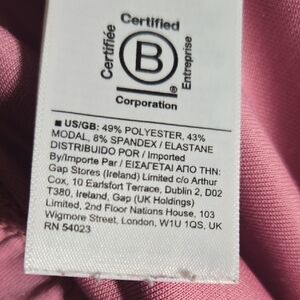 Certified
Certifiée
B
Entreprise
®
Corporation
■ US/GB: 49% POLYESTER, 43%
MODAL, 8% SPANDEX / ELASTANE
DISTRIBUIDO POR / Imported
By/Importe Par / ΕΙΣΑΓΕΤΑΙ ΑΠΟ ΤΗΝ:
Gap Stores (Ireland) Limited c/o Arthur
Cox, 10 Earlsfort Terrace, Dublin 2, D02
T380, Ireland, Gap (UK Holdings)
Limited, 2nd Floor Nations House, 103
Wigmore Street, London, W1U 1QS, UK
RN 54023